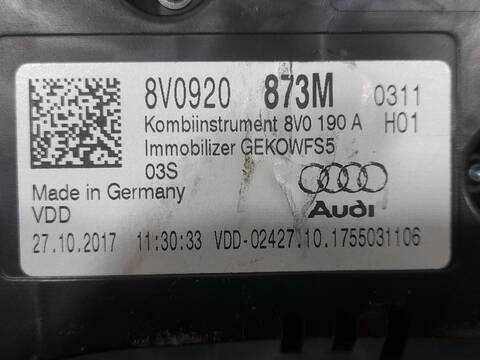 8V0920 873M 0311
Kombiinstrument 8V0 190 A H01
Immobilizer GEKOWFS5
03S
Made in Germany
VDD
Audi
27.10.2017 11:30:33 VDD-02427.10.1755031106